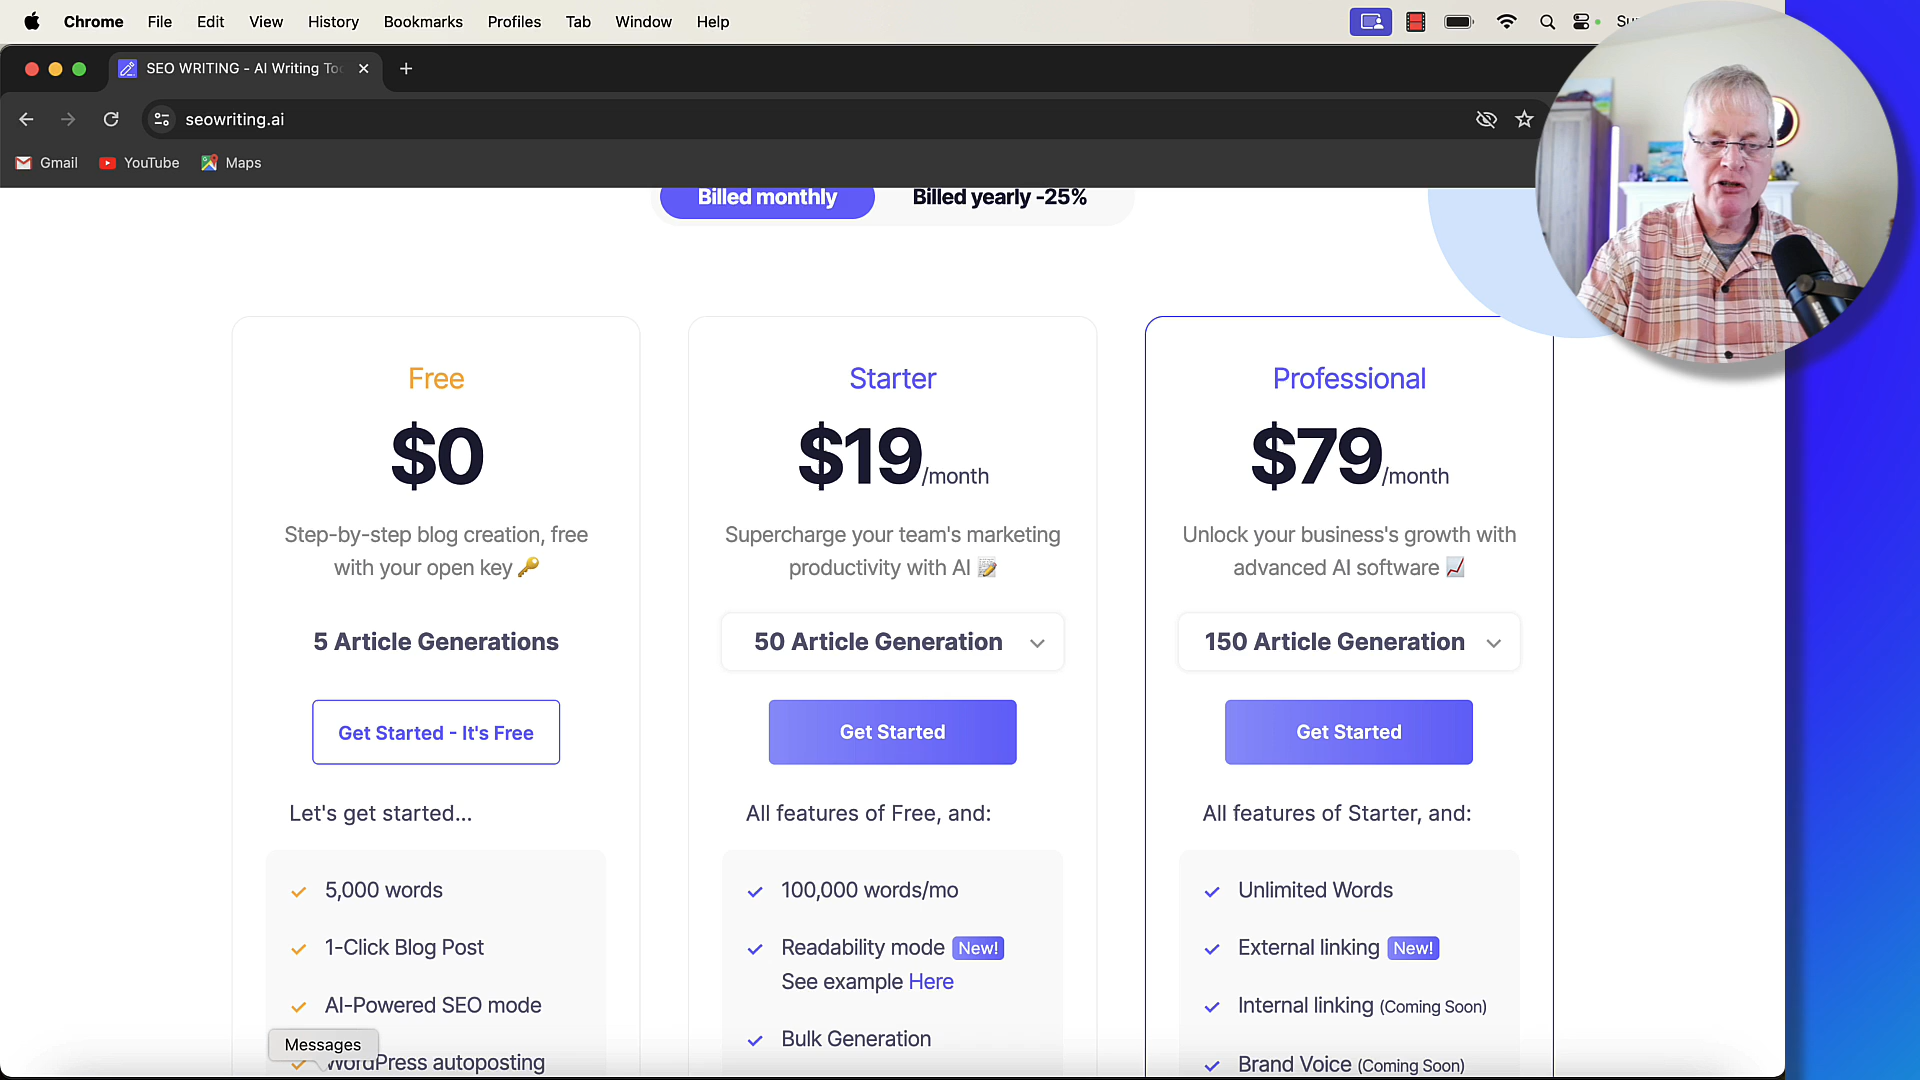 Chrome File Edit View History Bookmarks Profiles Tab Window Help
SEO WRITING - AI Writing To
seowriting.ai
Gmail YouTube Maps
Billed monthly Billed yearly -25%
Free
$0
Step-by-step blog creation, free
with your open key
5 Article Generations
Get Started - It's Free
Let's get started...
5,000 words
1-Click Blog Post
AI-Powered SEO mode
WordPress autoposting
Messages
Starter
$19/month
Supercharge your team's marketing
productivity with AI
50 Article Generation
Get Started
All features of Free, and:
100,000 words/mo
Readability mode New!
See example Here
Bulk Generation
Professional
$79/month
Unlock your business's growth with
advanced AI software
150 Article Generation
Get Started
All features of Starter, and:
Unlimited Words
External linking New!
Internal linking (Coming Soon)
Brand Voice (Coming Soon)